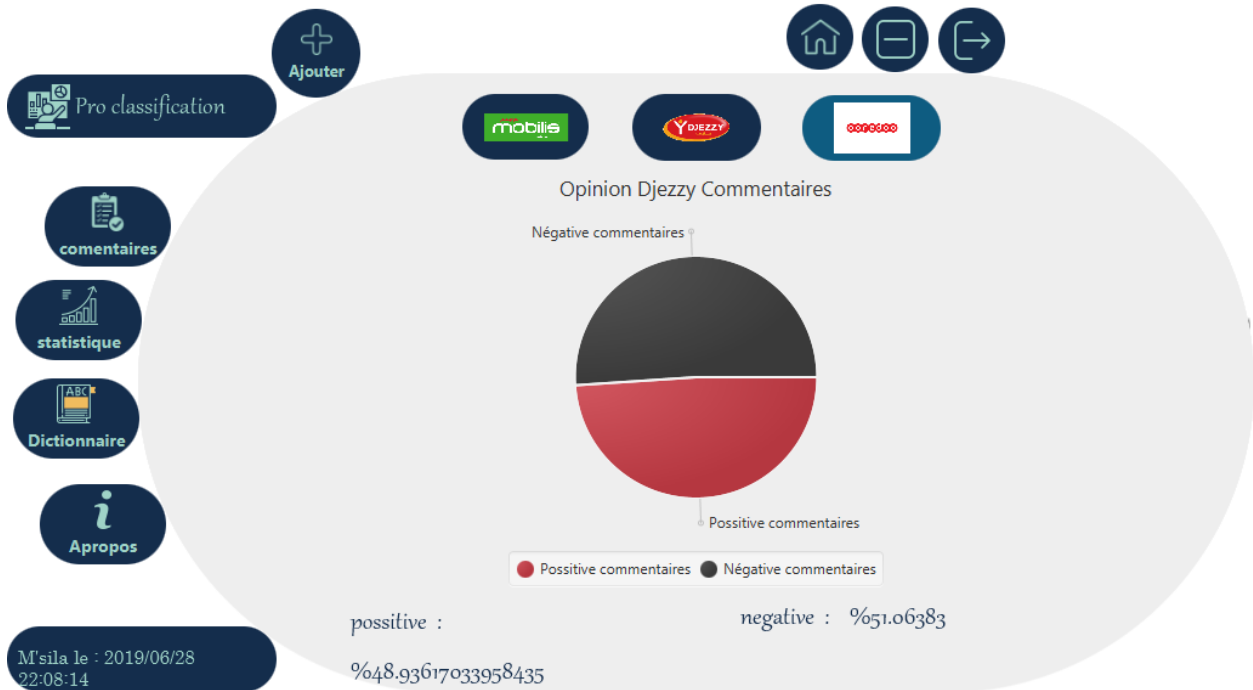 Ajouter
Pro classification
mobilis
DJEZZY
ooredoo
Opinion Djezzy Commentaires
Négative commentaires
comentaires
statistique
ABC
Dictionnaire
Apropos
Possitive commentaires
Possitive commentaires Négative commentaires
possitive :
negative : %51.06383
%48.93617033958435
M'sila le : 2019/06/28
22:08:14